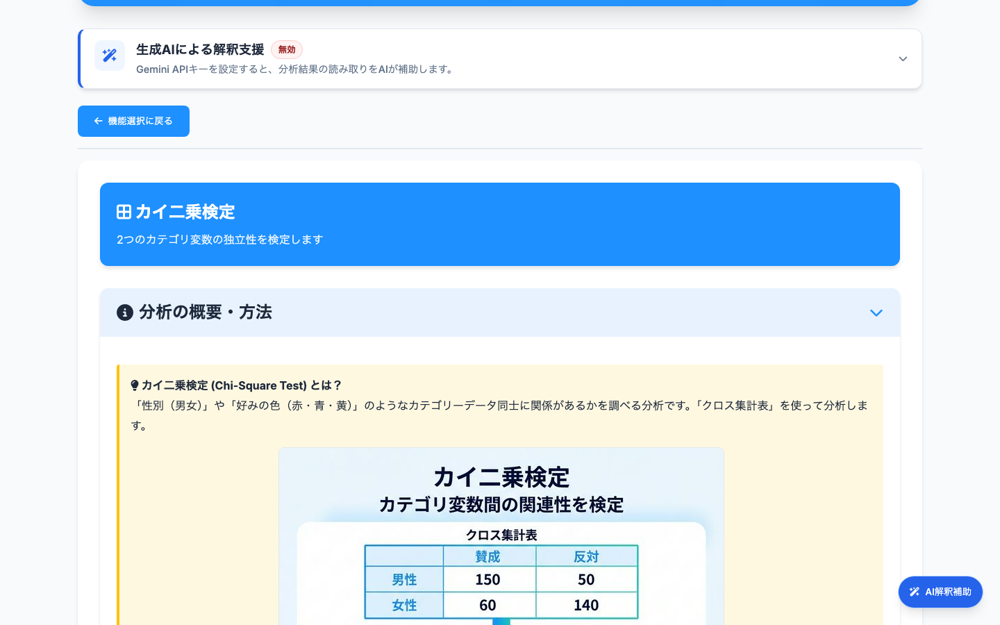 生成AIによる解釈支援 無効
Gemini APIキーを設定すると、分析結果の読み取りをAIが補助します。
機能選択に戻る
カイ二乗検定
2つのカテゴリ変数の独立性を検定します
分析の概要・方法
カイ二乗検定 (Chi-Square Test) とは？
「性別（男女）」や「好みの色（赤・青・黄）」のようなカテゴリーデータ同士に関係があるかを調べる分析です。「クロス集計表」を使って分析しま
す。
カイ二乗検定
カテゴリ変数間の関連性を検定
クロス集計表
賛成 反対
男性 150 50
女性 60 140
AI解釈補助